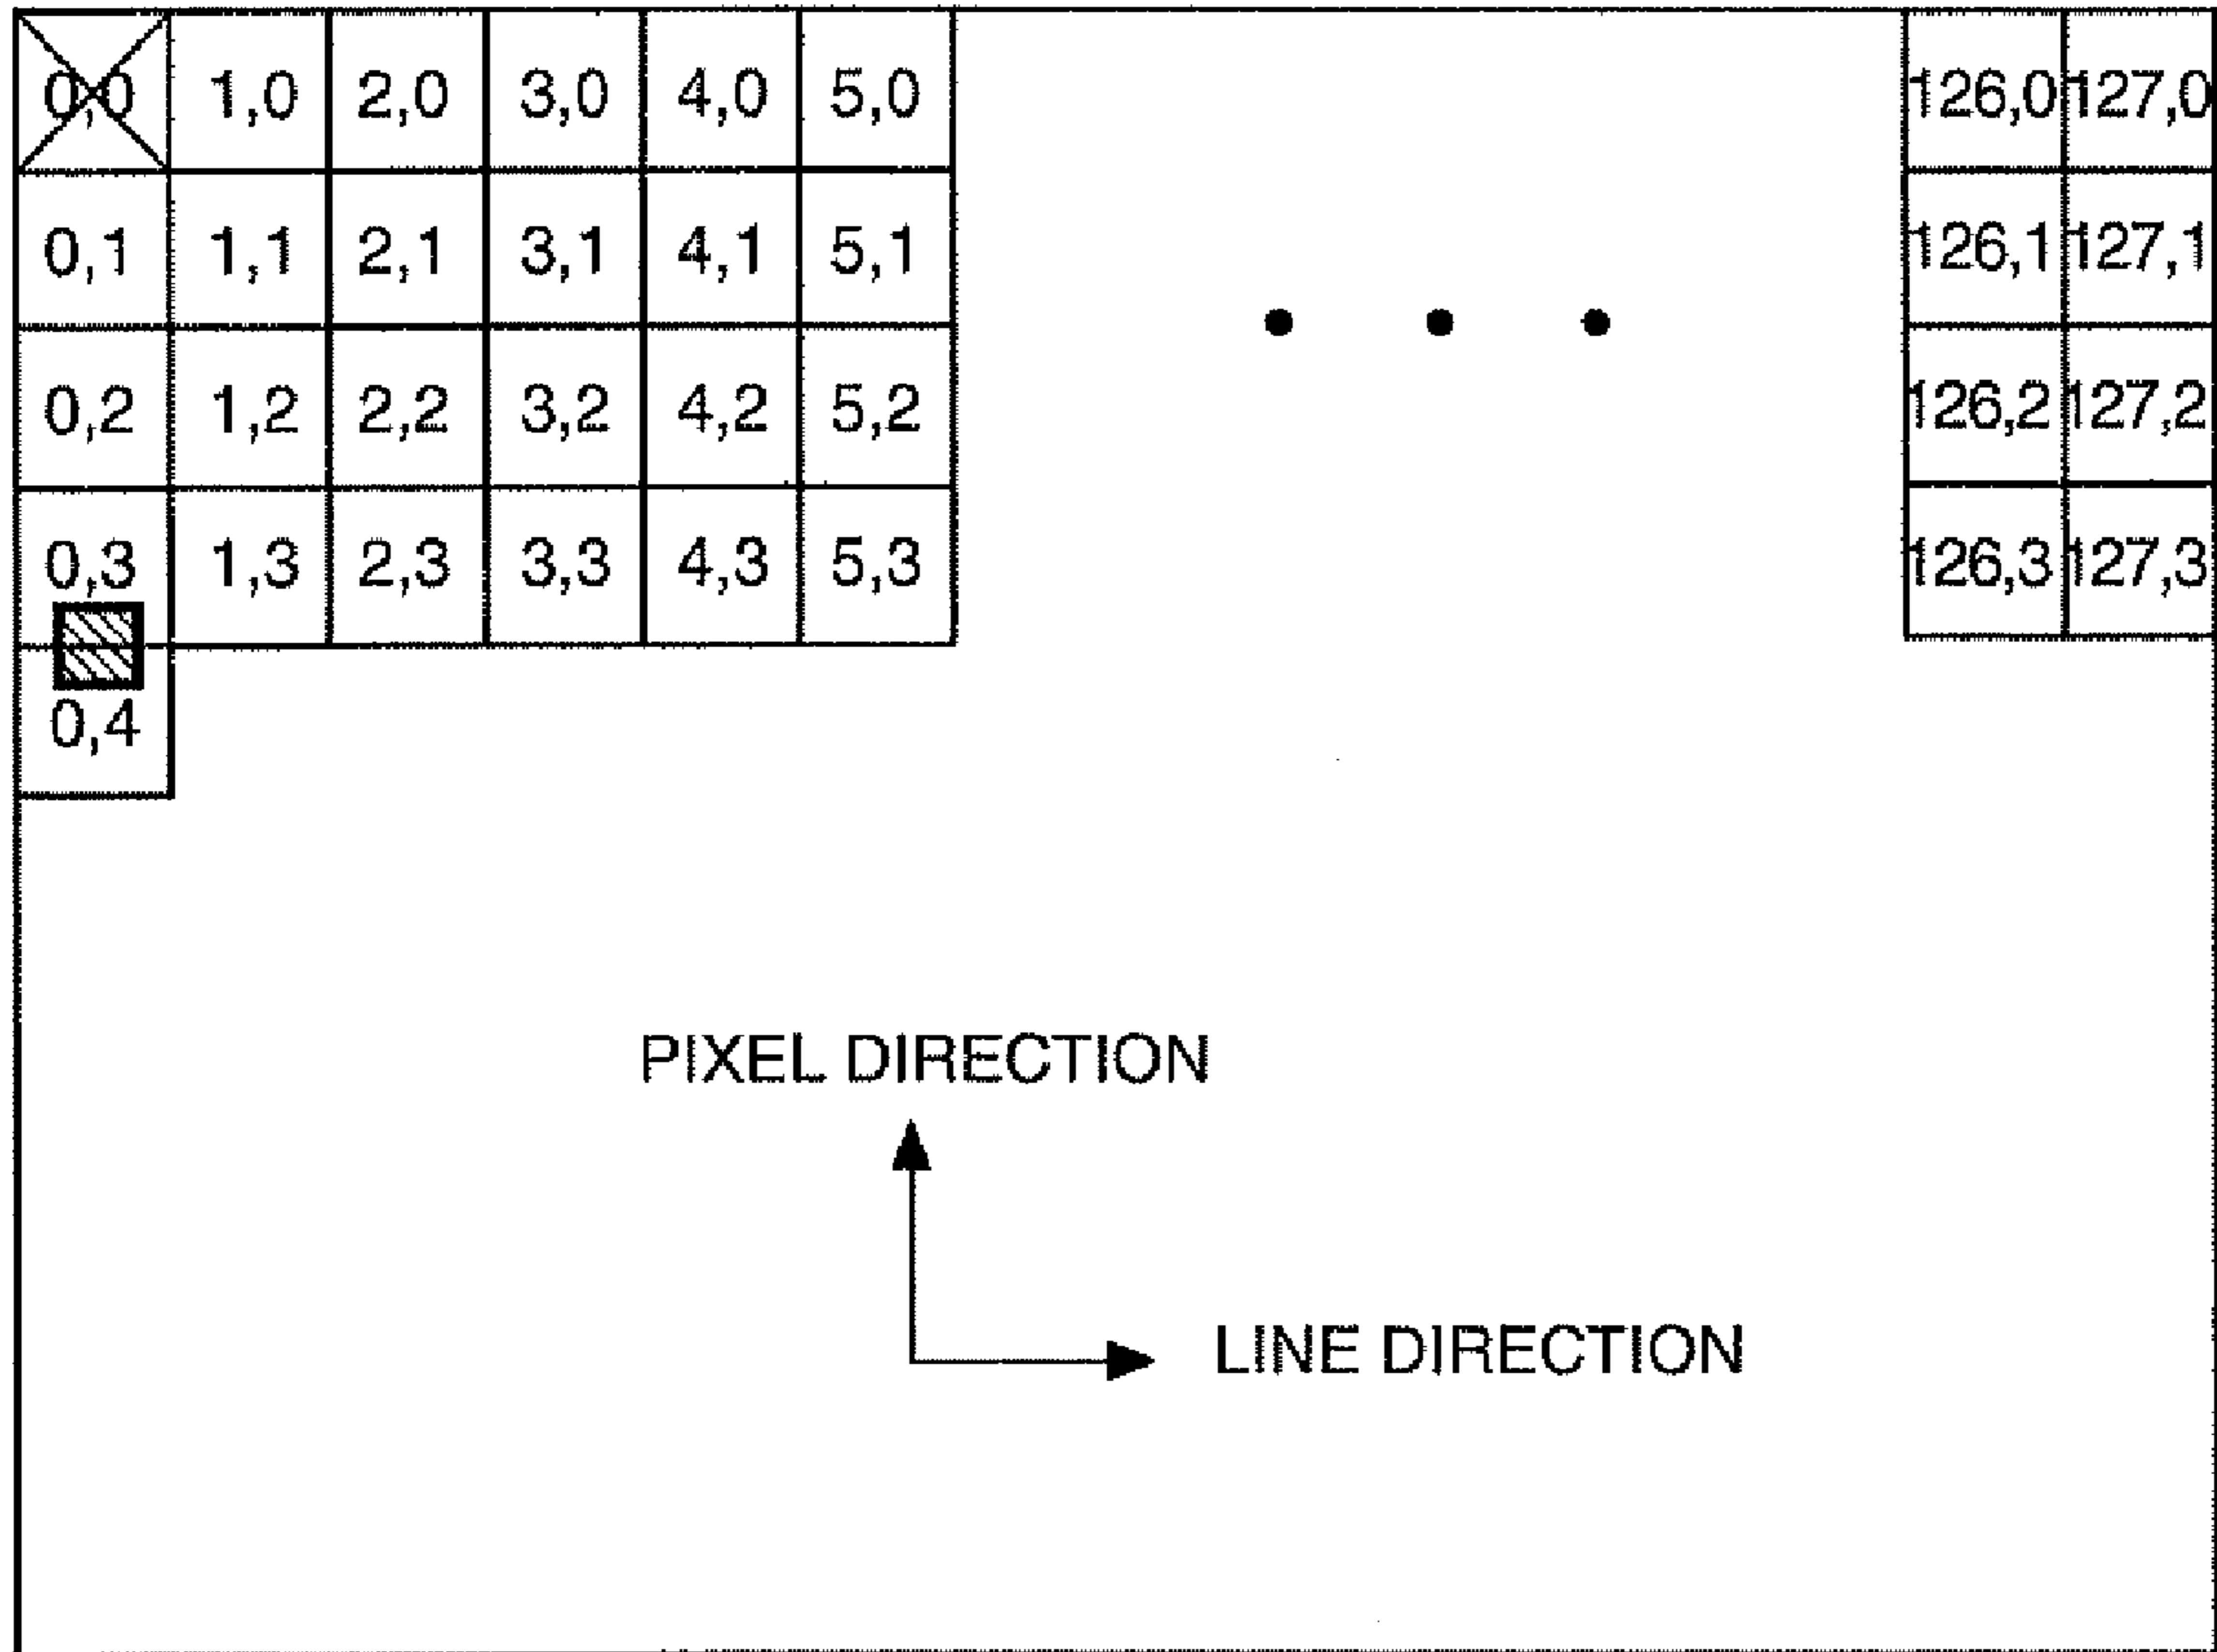 0,0 1,0 2,0 3,0 4,0 5,0 126,0 127,0
0,1 1,1 2,1 3,1 4,1 5,1 126,1 127,1
0,2 1,2 2,2 3,2 4,2 5,2 126,2 127,2
0,3 1,3 2,3 3,3 4,3 5,3 126,3 127,3
0,4
PIXEL DIRECTION
LINE DIRECTION